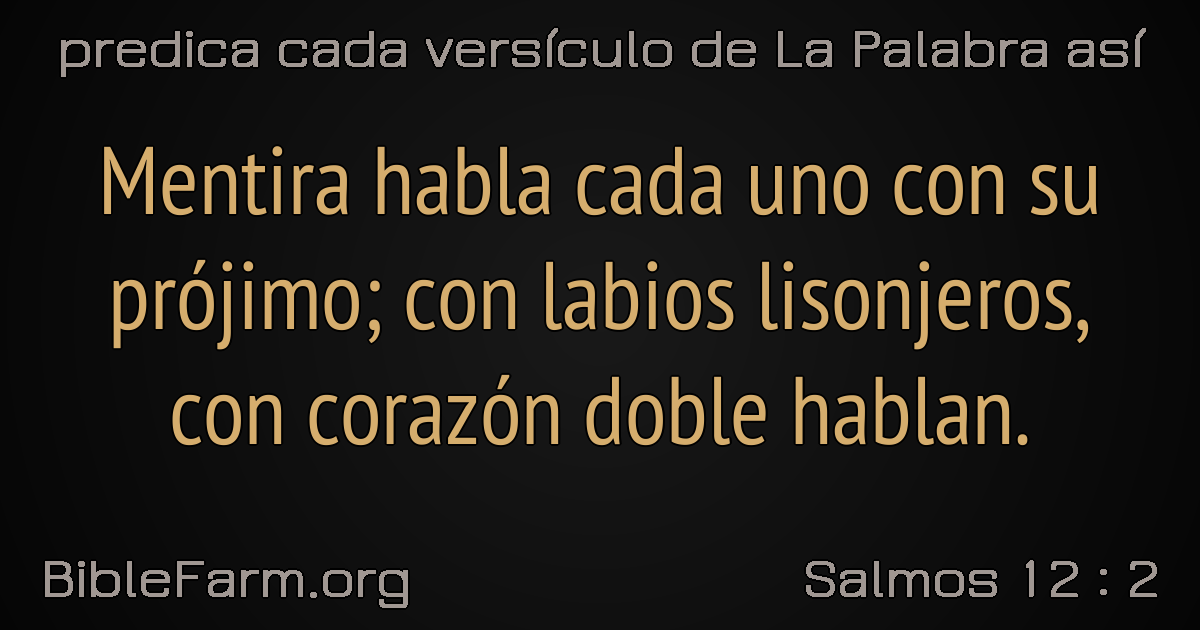 predica cada versículo de La Palabra así
Mentira habla cada uno con su
prójimo; con labios lisonjeros,
con corazón doble hablan.
BibleFarm.org
Salmos 12 : 2